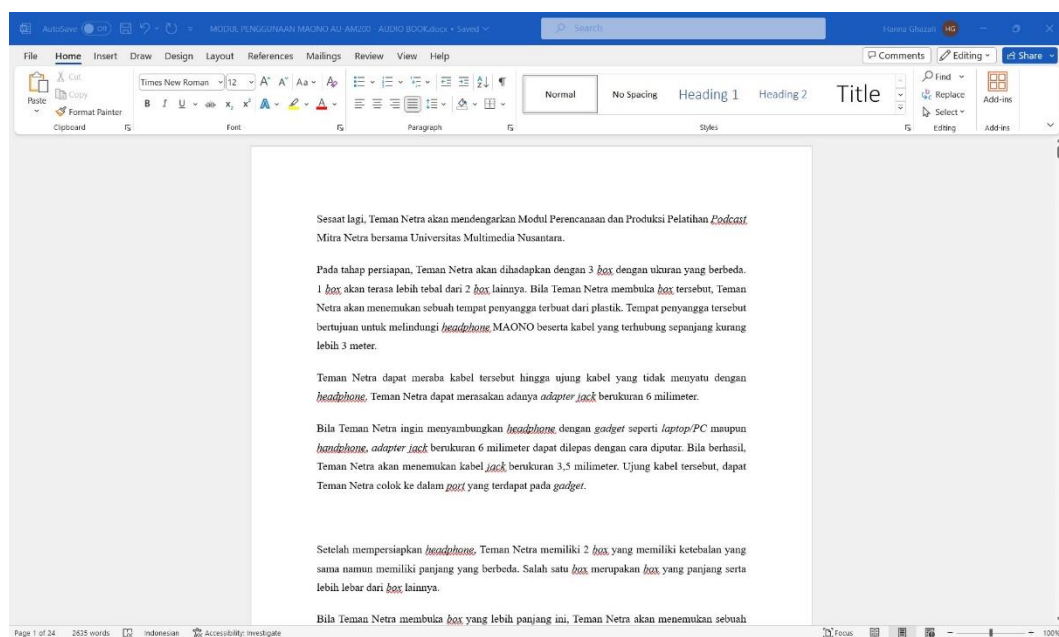 AutoSave Off MODUL PENGGUNAAN MAONO AU-AM200 - AUDIO BOOK.docx • Saved Search Hanna Ghazali HG
File Home Insert Draw Design Layout References Mailings Review View Help Comments Editing Share
Paste Cut Copy Format Painter
Times New Roman 12 A A Aa
B I U ab x₂ x² A A
Normal No Spacing Heading 1 Heading 2 Title
Find Replace Select
Add-ins
Clipboard Font Paragraph Styles Editing Add-ins
Sesaat lagi, Teman Netra akan mendengarkan Modul Perencanaan dan Produksi Pelatihan Podcast
Mitra Netra bersama Universitas Multimedia Nusantara.
Pada tahap persiapan, Teman Netra akan dihadapkan dengan 3 box dengan ukuran yang berbeda.
1 box akan terasa lebih tebal dari 2 box lainnya. Bila Teman Netra membuka box tersebut, Teman
Netra akan menemukan sebuah tempat penyangga terbuat dari plastik. Tempat penyangga tersebut
bertujuan untuk melindungi headphone MAONO beserta kabel yang terhubung sepanjang kurang
lebih 3 meter.
Teman Netra dapat meraba kabel tersebut hingga ujung kabel yang tidak menyatu dengan
headphone, Teman Netra dapat merasakan adanya adapter jack berukuran 6 milimeter.
Bila Teman Netra ingin menyambungkan headphone dengan gadget seperti laptop/PC maupun
handphone, adapter jack berukuran 6 milimeter dapat dilepas dengan cara diputar. Bila berhasil,
Teman Netra akan menemukan kabel jack berukuran 3,5 milimeter. Ujung kabel tersebut, dapat
Teman Netra colok ke dalam port yang terdapat pada gadget.
Setelah mempersiapkan headphone, Teman Netra memiliki 2 box yang memiliki ketebalan yang
sama namun memiliki panjang yang berbeda. Salah satu box merupakan box yang panjang serta
lebih lebar dari box lainnya.
Bila Teman Netra membuka box yang lebih panjang ini, Teman Netra akan menemukan sebuah
Page 1 of 24 2635 words Indonesian Accessibility: Investigate Focus 100%